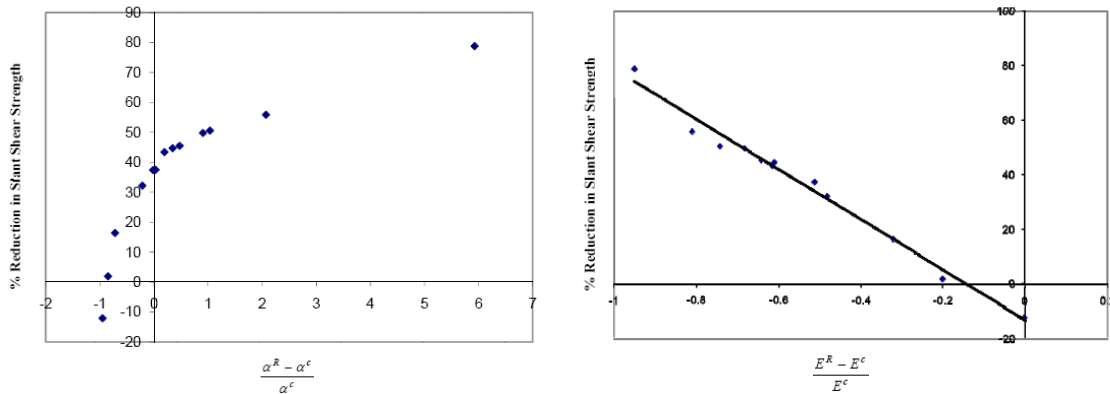 % Reduction in Slant Shear Strength
90
80
70
60
50
40
30
20
10
0
-10
-20
-2 -1 0 1 2 3 4 5 6 7
α^R − α^c
α^c
% Reduction in Slant Shear Strength
100
80
60
40
20
0
-20
-1 -0.8 -0.6 -0.4 -0.2 0 0.2
E^R − E^c
E^c